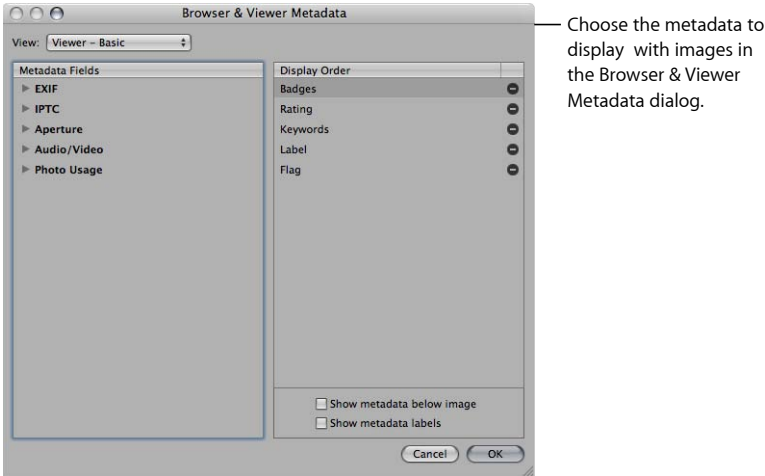 Browser & Viewer Metadata
View: Viewer – Basic
Metadata Fields
EXIF
IPTC
Aperture
Audio/Video
Photo Usage
Display Order
Badges
Rating
Keywords
Label
Flag
Show metadata below image
Show metadata labels
Cancel OK
Choose the metadata to
display with images in
the Browser & Viewer
Metadata dialog.